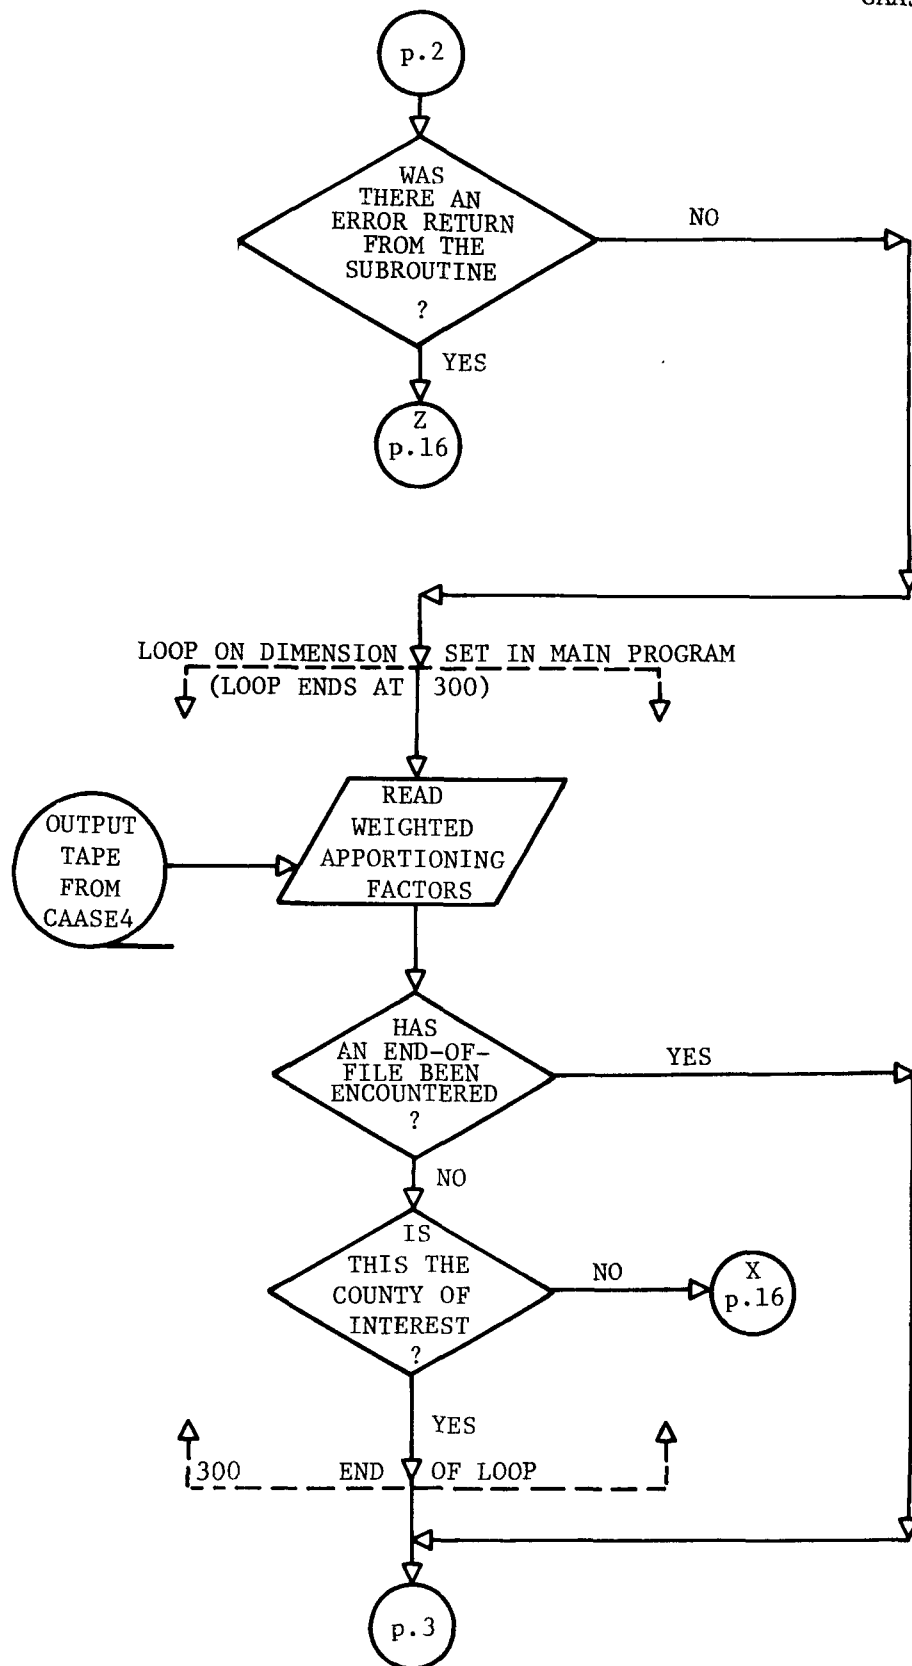 p.2
WAS
THERE AN
ERROR RETURN
FROM THE
SUBROUTINE
?
NO
YES
Z
p.16
LOOP ON DIMENSION SET IN MAIN PROGRAM
(LOOP ENDS AT 300)
READ
WEIGHTED
APPORTIONING
FACTORS
OUTPUT
TAPE
FROM
CAASE4
HAS
AN END-OF-
FILE BEEN
ENCOUNTERED
?
YES
NO
IS
THIS THE
COUNTY OF
INTEREST
?
NO
X
p.16
YES
300 END OF LOOP
p.3